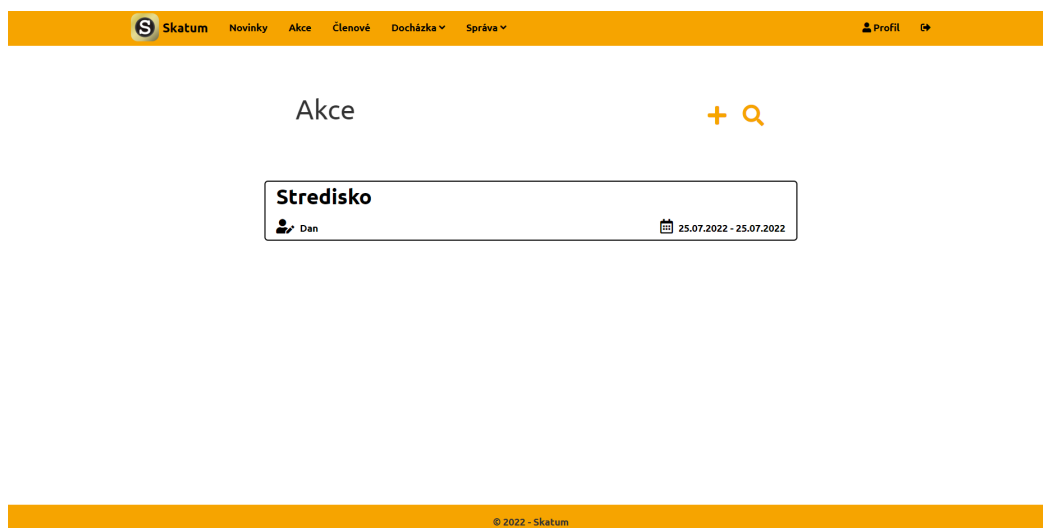 Skatum Novinky Akce Členové Docházka Správa Profil
Akce
Stredisko
Dan 25.07.2022 - 25.07.2022
© 2022 - Skatum